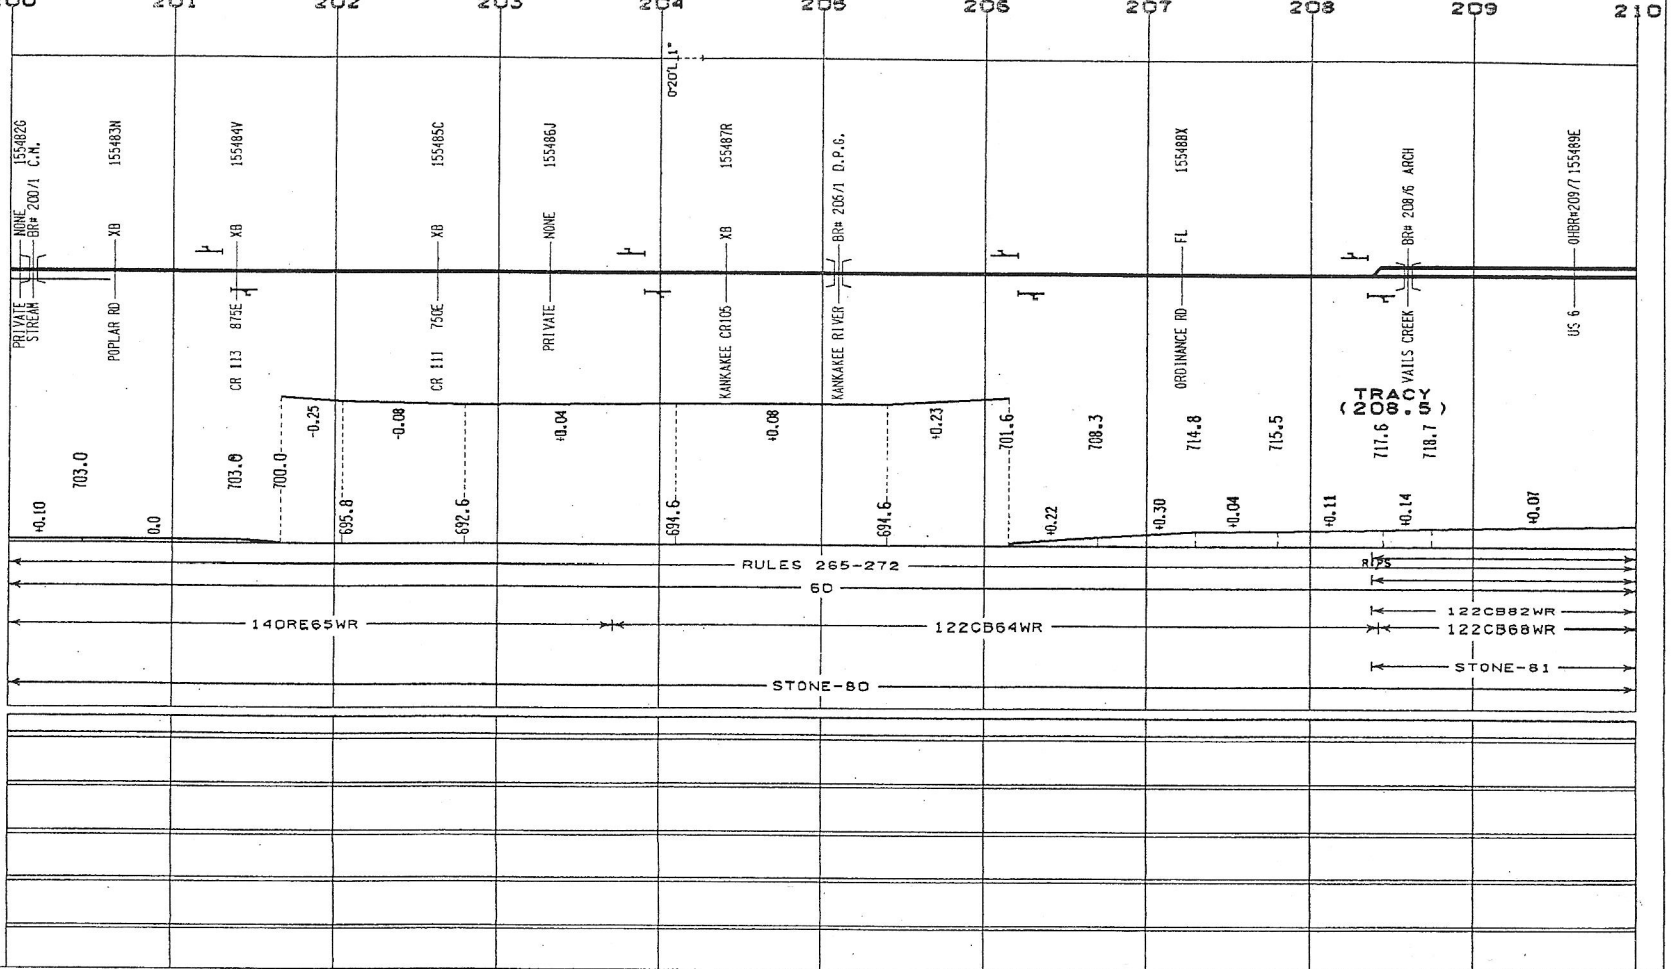 200 201 202 203 204 205 206 207 208 209 210
0-20'L 1"
NONE 155482G
BR# 200/1 C.M.
XB 155483N
XB 155484V
XB 155485C
NONE 155486J
XB 155487R
BR# 205/1 D.P.G.
FL 155488X
BR# 208/6 ARCH
OHBR#209/7 155489E
PRIVATE
STREAM
POPLAR RD
CR 113 875E
CR 111 750E
PRIVATE
KANKAKEE CR105
KANKAKEE RIVER
ORDINANCE RD
VAILS CREEK
US 6
TRACY
(208.5)
-0.25 -0.08 +0.04 +0.08 +0.23
703.0 703.0 700.0 701.6 708.3 714.8 715.5 717.6 718.7
+0.10 0.0 695.8 692.6 694.6 694.6 +0.22 +0.30 +0.04 +0.11 +0.14 +0.07
RULES 265-272 RIPS
60
122CB82WR
140RE65WR 122CB64WR 122CB68WR
STONE-81
STONE-80